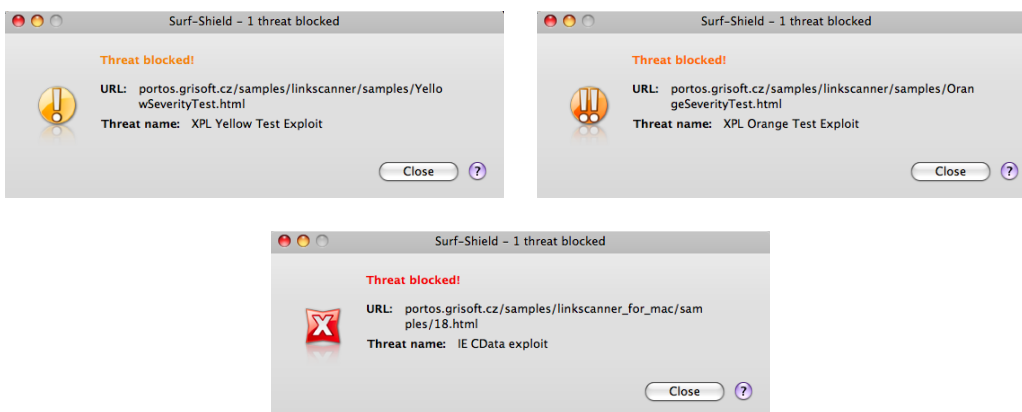 Surf-Shield – 1 threat blocked
Threat blocked!
URL: portos.grisoft.cz/samples/linkscanner/samples/Yello
wSeverityTest.html
Threat name: XPL Yellow Test Exploit
Close ?
Surf-Shield – 1 threat blocked
Threat blocked!
URL: portos.grisoft.cz/samples/linkscanner/samples/Oran
geSeverityTest.html
Threat name: XPL Orange Test Exploit
Close ?
Surf-Shield – 1 threat blocked
Threat blocked!
X
URL: portos.grisoft.cz/samples/linkscanner_for_mac/sam
ples/18.html
Threat name: IE CData exploit
Close ?